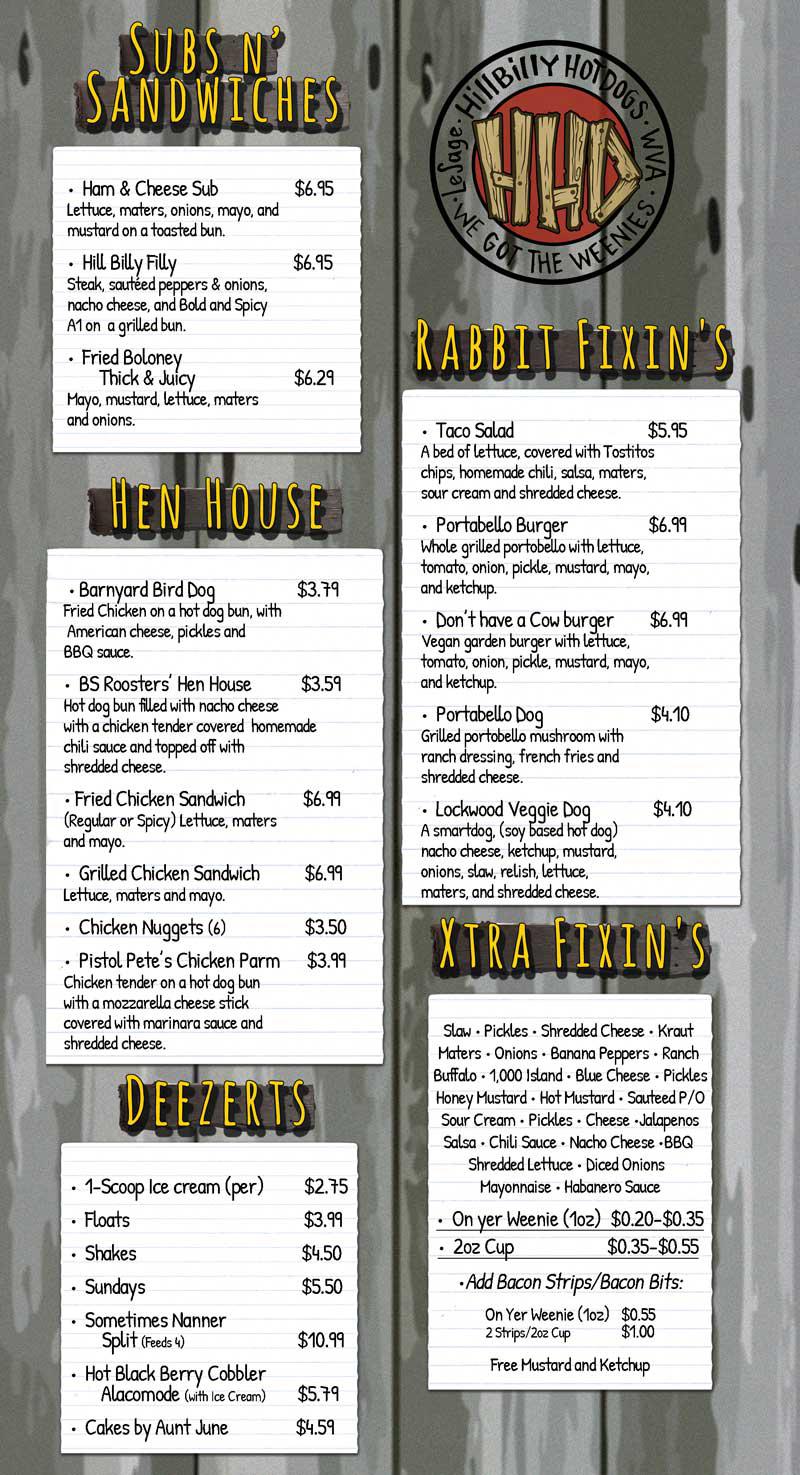 SUBS N'
SANDWICHES
• Ham & Cheese Sub $6.95
Lettuce, maters, onions, mayo, and
mustard on a toasted bun.
• Hill Billy Filly $6.95
Steak, sautéed peppers & onions,
nacho cheese, and Bold and Spicy
A1 on a grilled bun.
• Fried Boloney
Thick & Juicy $6.29
Mayo, mustard, lettuce, maters
and onions.
HEN HOUSE
• Barnyard Bird Dog $3.79
Fried Chicken on a hot dog bun, with
American cheese, pickles and
BBQ sauce.
• BS Roosters' Hen House $3.59
Hot dog bun filled with nacho cheese
with a chicken tender covered homemade
chili sauce and topped off with
shredded cheese.
• Fried Chicken Sandwich $6.99
(Regular or Spicy) Lettuce, maters
and mayo.
• Grilled Chicken Sandwich $6.99
Lettuce, maters and mayo.
• Chicken Nuggets (6) $3.50
• Pistol Pete's Chicken Parm $3.99
Chicken tender on a hot dog bun
with a mozzarella cheese stick
covered with marinara sauce and
shredded cheese.
DEEZERTS
• 1-Scoop Ice cream (per) $2.75
• Floats $3.99
• Shakes $4.50
• Sundays $5.50
• Sometimes Nanner
Split (Feeds 4) $10.99
• Hot Black Berry Cobbler
Alacomode (with Ice Cream) $5.79
• Cakes by Aunt June $4.59
LeSage • HillBillY HOTDOGS • WVA
HHD
• WE GOT THE WEENIES •
RABBIT FIXIN'S
• Taco Salad $5.95
A bed of lettuce, covered with Tostitos
chips, homemade chili, salsa, maters,
sour cream and shredded cheese.
• Portabello Burger $6.99
Whole grilled portobello with lettuce,
tomato, onion, pickle, mustard, mayo,
and ketchup.
• Don't have a Cow burger $6.99
Vegan garden burger with lettuce,
tomato, onion, pickle, mustard, mayo,
and ketchup.
• Portabello Dog $4.10
Grilled portobello mushroom with
ranch dressing, french fries and
shredded cheese.
• Lockwood Veggie Dog $4.10
A smartdog, (soy based hot dog)
nacho cheese, ketchup, mustard,
onions, slaw, relish, lettuce,
maters, and shredded cheese.
XTRA FIXIN'S
Slaw • Pickles • Shredded Cheese • Kraut
Maters • Onions • Banana Peppers • Ranch
Buffalo • 1,000 Island • Blue Cheese • Pickles
Honey Mustard • Hot Mustard • Sauteed P/O
Sour Cream • Pickles • Cheese •Jalapenos
Salsa • Chili Sauce • Nacho Cheese •BBQ
Shredded Lettuce • Diced Onions
Mayonnaise • Habanero Sauce
• On yer Weenie (1oz) $0.20-$0.35
• 2oz Cup $0.35-$0.55
•Add Bacon Strips/Bacon Bits:
On Yer Weenie (1oz) $0.55
2 Strips/2oz Cup $1.00
Free Mustard and Ketchup